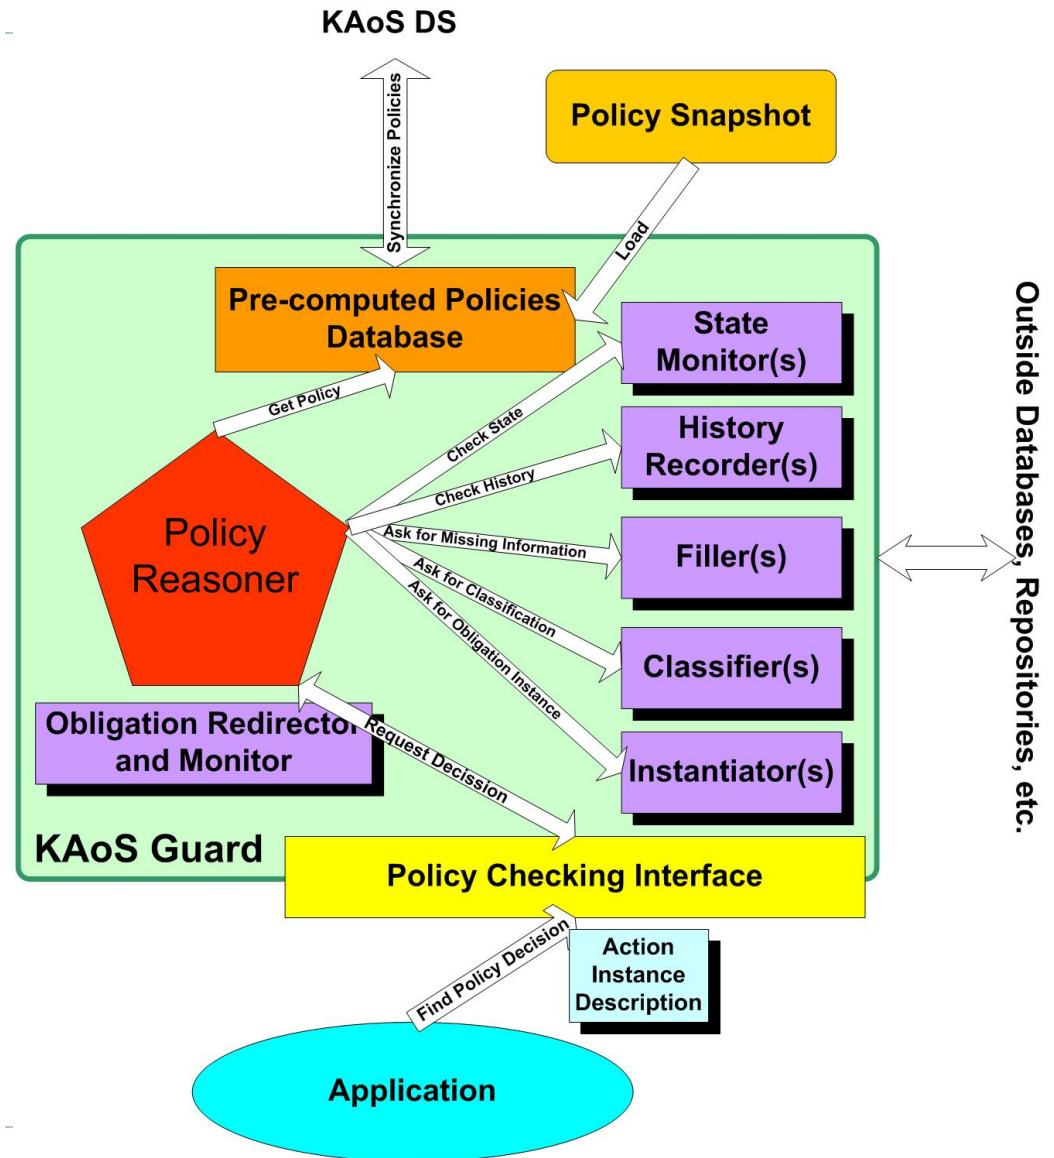 KAoS DS
Synchronize Policies
Policy Snapshot
Load
Pre-computed Policies
Database
Get Policy
State
Monitor(s)
Check State
History
Recorder(s)
Check History
Policy
Reasoner
Ask for Missing Information
Filler(s)
Ask for Classification
Classifier(s)
Ask for Obligation Instance
Instantiator(s)
Outside Databases, Repositories, etc.
Obligation Redirector
and Monitor
Request Decission
KAoS Guard
Policy Checking Interface
Find Policy Decision
Action
Instance
Description
Application